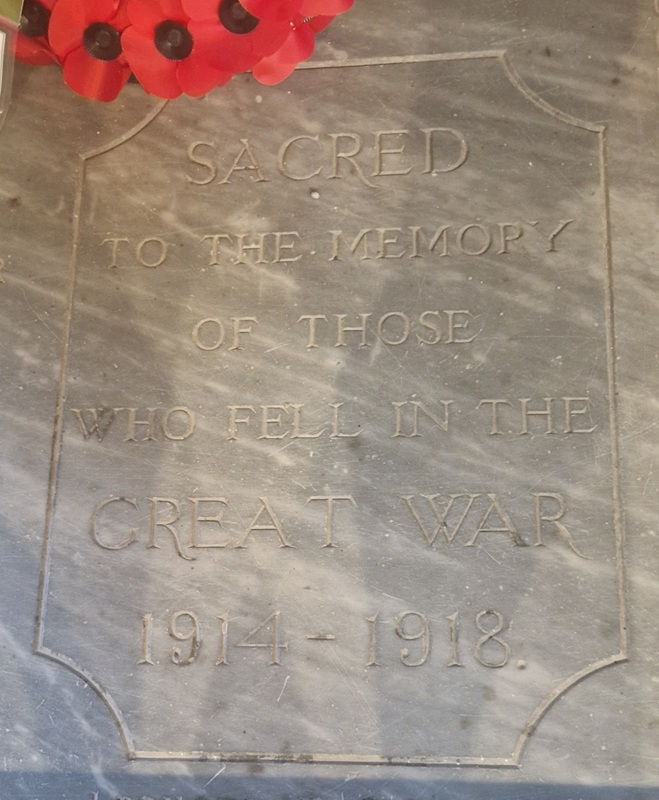 SACRED
TO THE MEMORY
OF THOSE
WHO FELL IN THE
GREAT WAR
1914 - 1918.